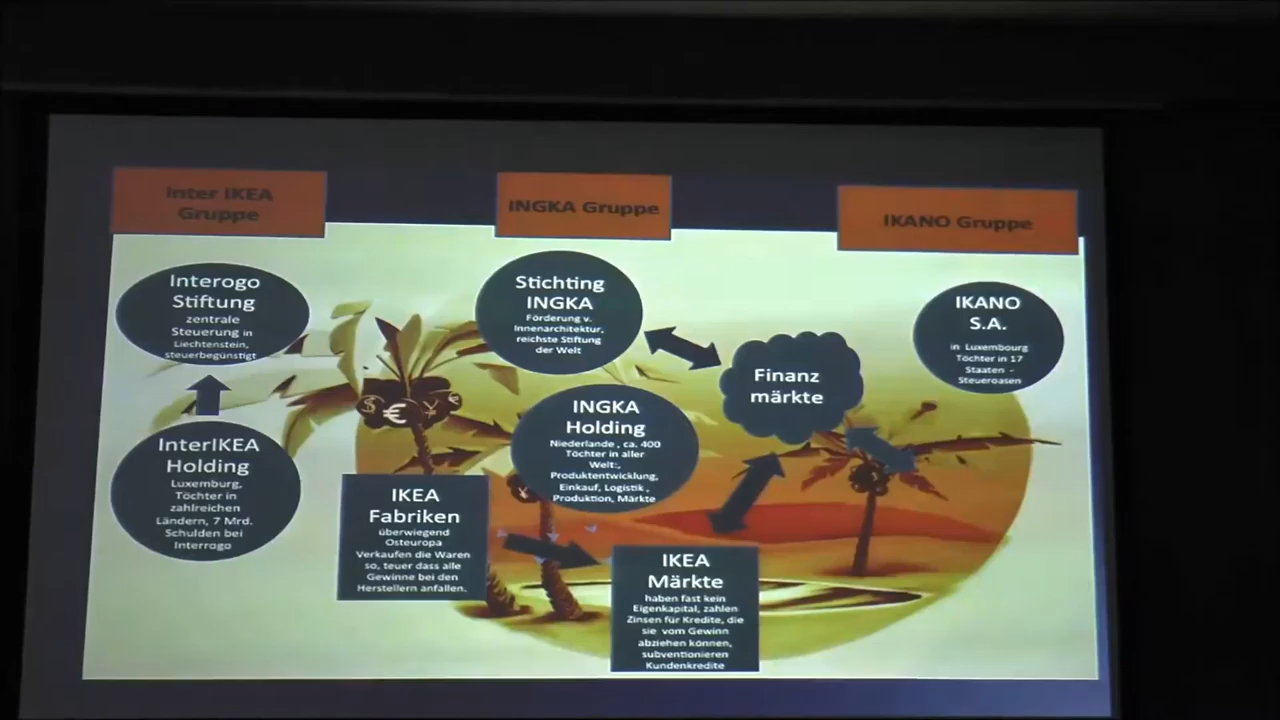 Inter IKEA
Gruppe
INGKA Gruppe
IKANO Gruppe
Interogo
Stiftung
zentrale
Steuerung in
Liechtenstein,
steuerbegünstigt
InterIKEA
Holding
Luxemburg,
Töchter in
zahlreichen
Ländern, 7 Mrd.
Schulden bei
Interrogo
Stichting
INGKA
Förderung v.
Innenarchitektur,
reichste Stiftung
der Welt
INGKA
Holding
Niederlande , ca. 400
Töchter in aller
Welt:,
Produktentwicklung,
Einkauf, Logistik ,
Produktion, Märkte
Finanz
märkte
IKANO
S.A.
in Luxembourg
Töchter in 17
Staaten -
Steueroasen
$ € ¥ €
IKEA
Fabriken
überwiegend
Osteuropa
Verkaufen die Waren
so, teuer dass alle
Gewinne bei den
Herstellern anfallen.
IKEA
Märkte
haben fast kein
Eigenkapital, zahlen
Zinsen für Kredite, die
sie vom Gewinn
abziehen können,
subventionieren
Kundenkredite